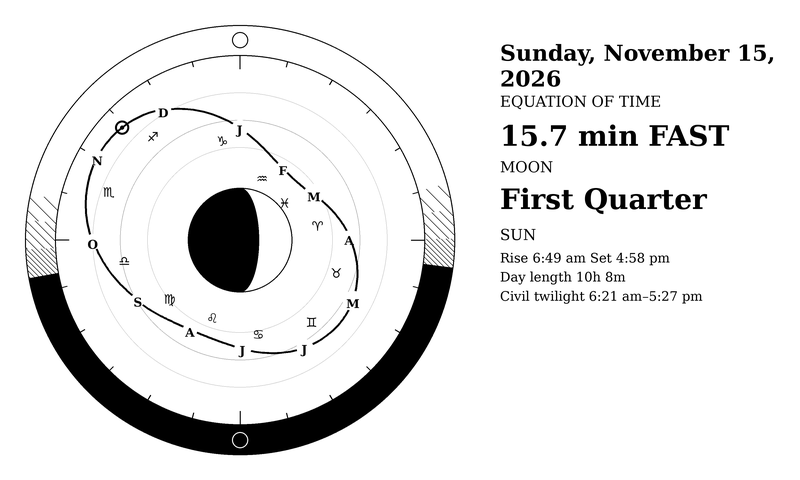 Sunday, November 15,
2026
EQUATION OF TIME
15.7 min FAST
MOON
First Quarter
SUN
Rise 6:49 am Set 4:58 pm
Day length 10h 8m
Civil twilight 6:21 am–5:27 pm
D
J
N
F
M
O
A
S
M
A
J
J
♐
♑
♒
♏
♓
♈
♎
♉
♍
♌
♊
♋